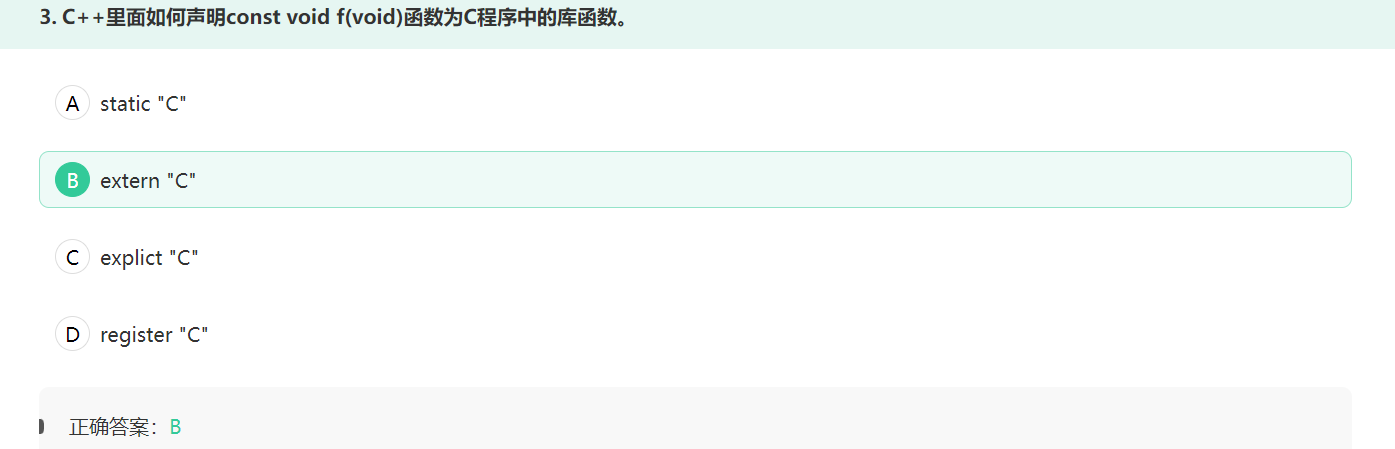 3. C++里面如何声明const void f(void)函数为C程序中的库函数。
A static "C"
B extern "C"
C explict "C"
D register "C"
正确答案：B